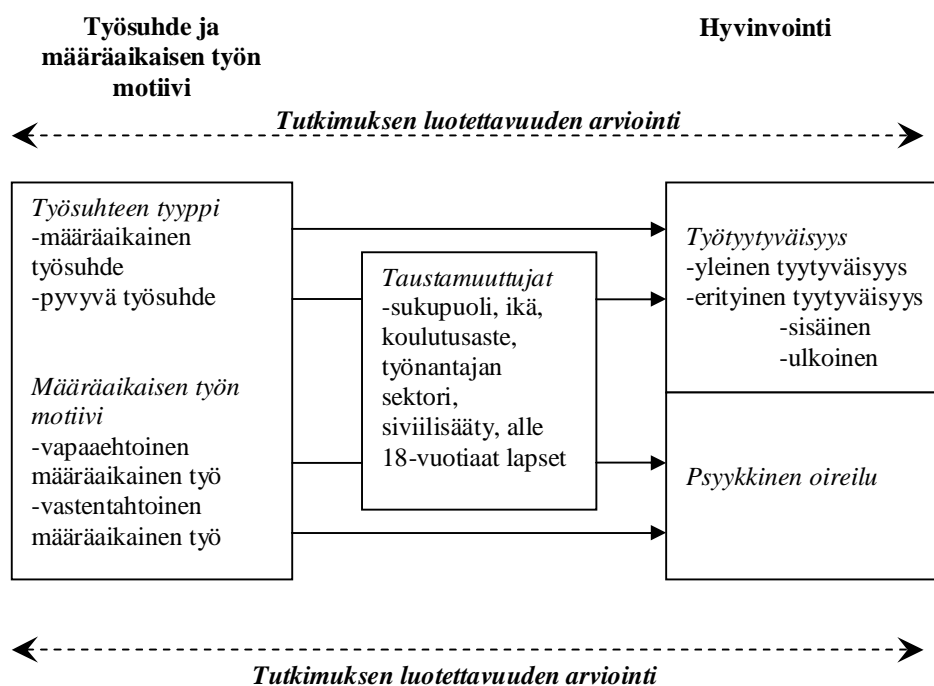 Työsuhde ja
määräaikaisen työn
motiivi
Hyvinvointi
Tutkimuksen luotettavuuden arviointi
Työsuhteen tyyppi
-määräaikainen
työsuhde
-pyvyvä työsuhde
Määräaikaisen työn
motiivi
-vapaaehtoinen
määräaikainen työ
-vastentahtoinen
määräaikainen työ
Taustamuuttujat
-sukupuoli, ikä,
koulutusaste,
työnantajan
sektori,
siviilisääty, alle
18-vuotiaat lapset
Työtyytyväisyys
-yleinen tyytyväisyys
-erityinen tyytyväisyys
-sisäinen
-ulkoinen
Psyykkinen oireilu
Tutkimuksen luotettavuuden arviointi